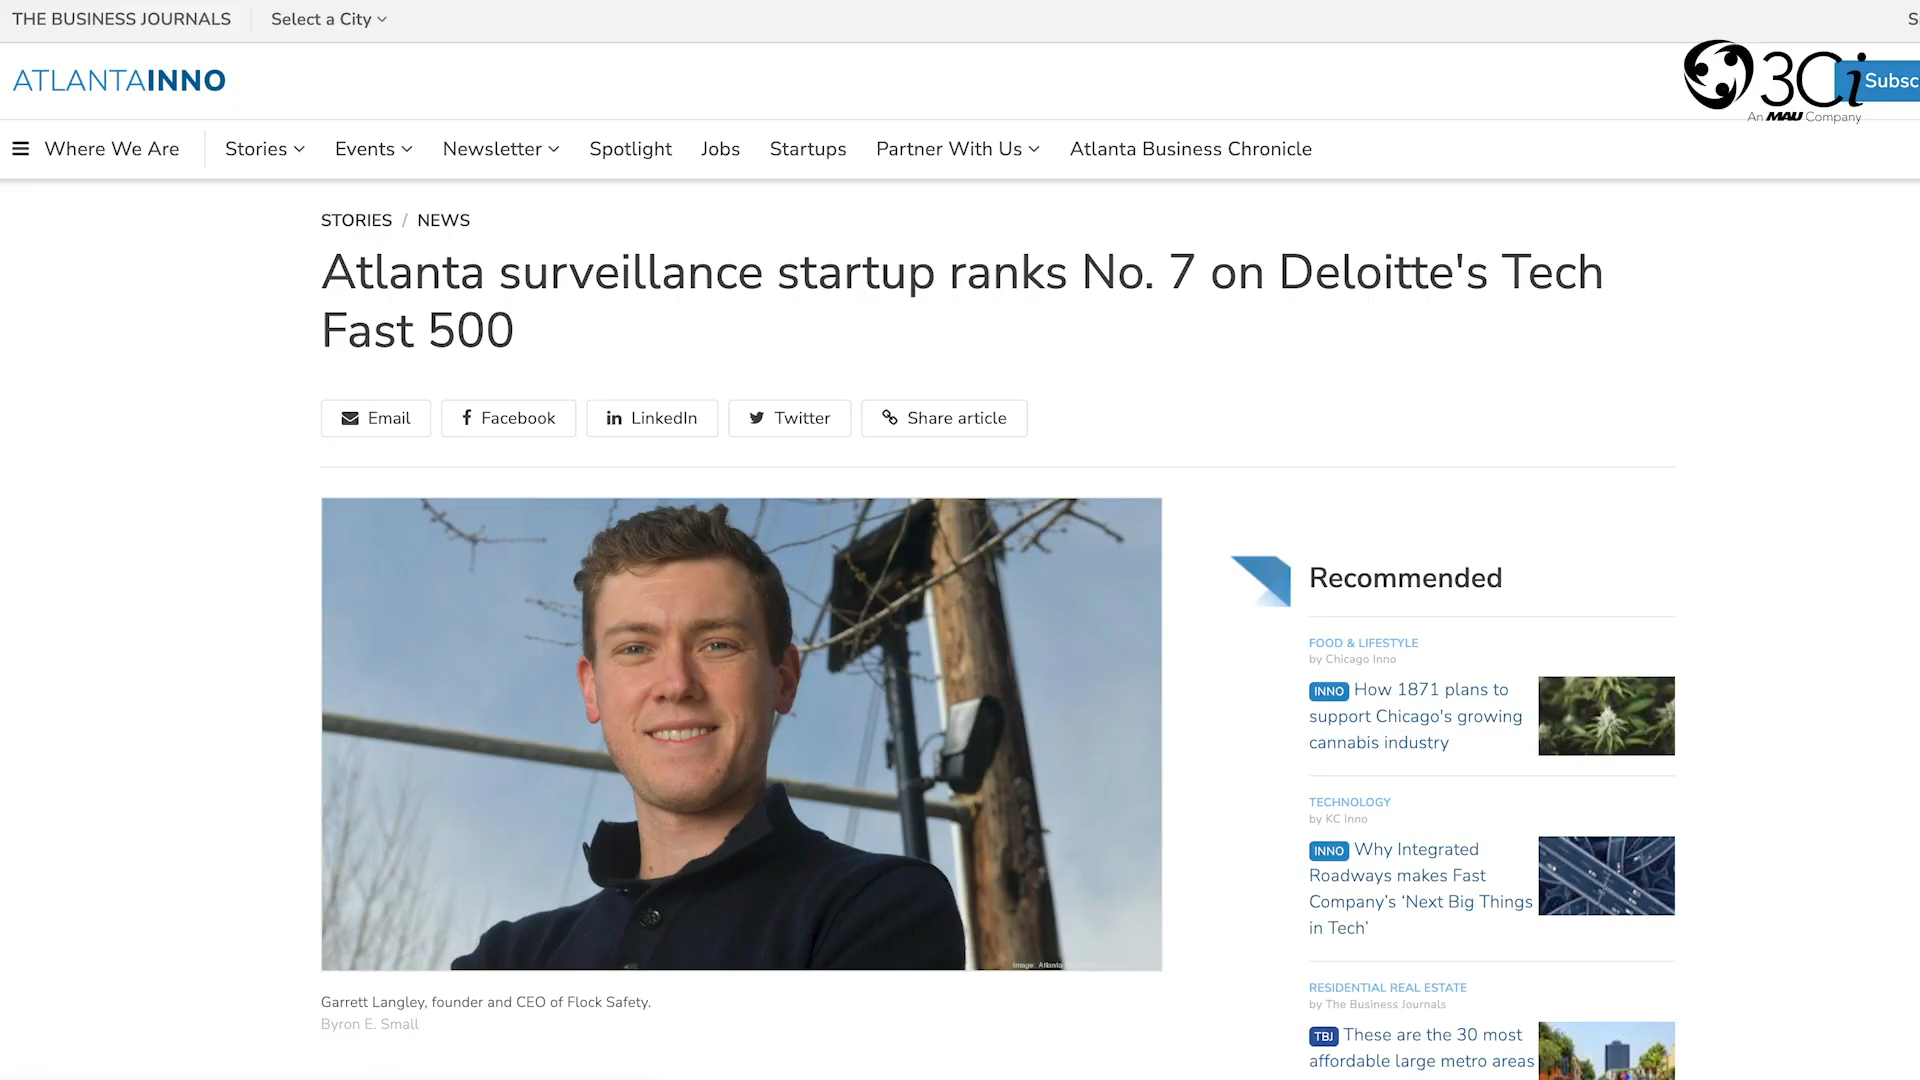 THE BUSINESS JOURNALS
Select a City
S
ATLANTAINNO
3Ci
An MAU Company
Subsc
Where We Are
Stories
Events
Newsletter
Spotlight
Jobs
Startups
Partner With Us
Atlanta Business Chronicle
STORIES / NEWS
Atlanta surveillance startup ranks No. 7 on Deloitte's Tech
Fast 500
Email
Facebook
LinkedIn
Twitter
Share article
Image: Atlanta
Garrett Langley, founder and CEO of Flock Safety.
Byron E. Small
Recommended
FOOD & LIFESTYLE
by Chicago Inno
INNO How 1871 plans to
support Chicago's growing
cannabis industry
TECHNOLOGY
by KC Inno
INNO Why Integrated
Roadways makes Fast
Company's ‘Next Big Things
in Tech’
RESIDENTIAL REAL ESTATE
by The Business Journals
TBJ These are the 30 most
affordable large metro areas